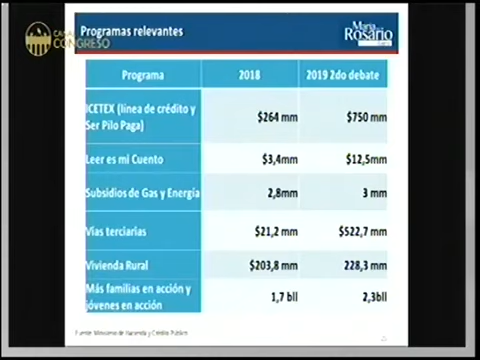 CANAL
CONGRESO
Programas relevantes
María
Rosario
Programa 2018 2019 2do debate
ICETEX (línea de crédito y
Ser Pilo Paga) $264 mm $750 mm
Leer es mi Cuento $3,4mm $12,5mm
Subsidios de Gas y Energía 2,8mm 3 mm
Vías terciarias $21,2 mm $522,7 mm
Vivienda Rural $203,8 mm 228,3 mm
Más familias en acción y
jóvenes en acción 1,7 bll 2,3bll
Fuente: Ministerio de Hacienda y Crédito Público